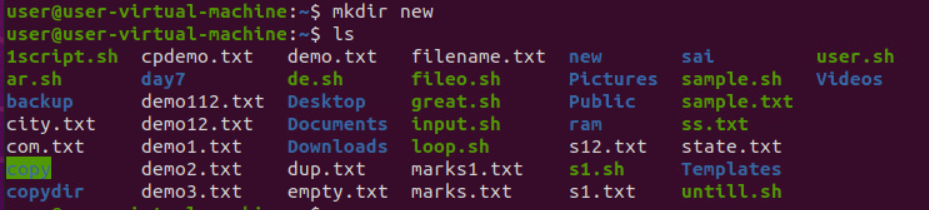 user@user-virtual-machine:~$ mkdir new
user@user-virtual-machine:~$ ls
1script.sh cpdemo.txt demo.txt filename.txt new sai user.sh
ar.sh day7 de.sh fileo.sh Pictures sample.sh Videos
backup demo112.txt Desktop great.sh Public sample.txt
city.txt demo12.txt Documents input.sh ram ss.txt
com.txt demo1.txt Downloads loop.sh s12.txt state.txt
copy demo2.txt dup.txt marks1.txt s1.sh Templates
copydir demo3.txt empty.txt marks.txt s1.txt untill.sh
user@user-virtual-machine:~$